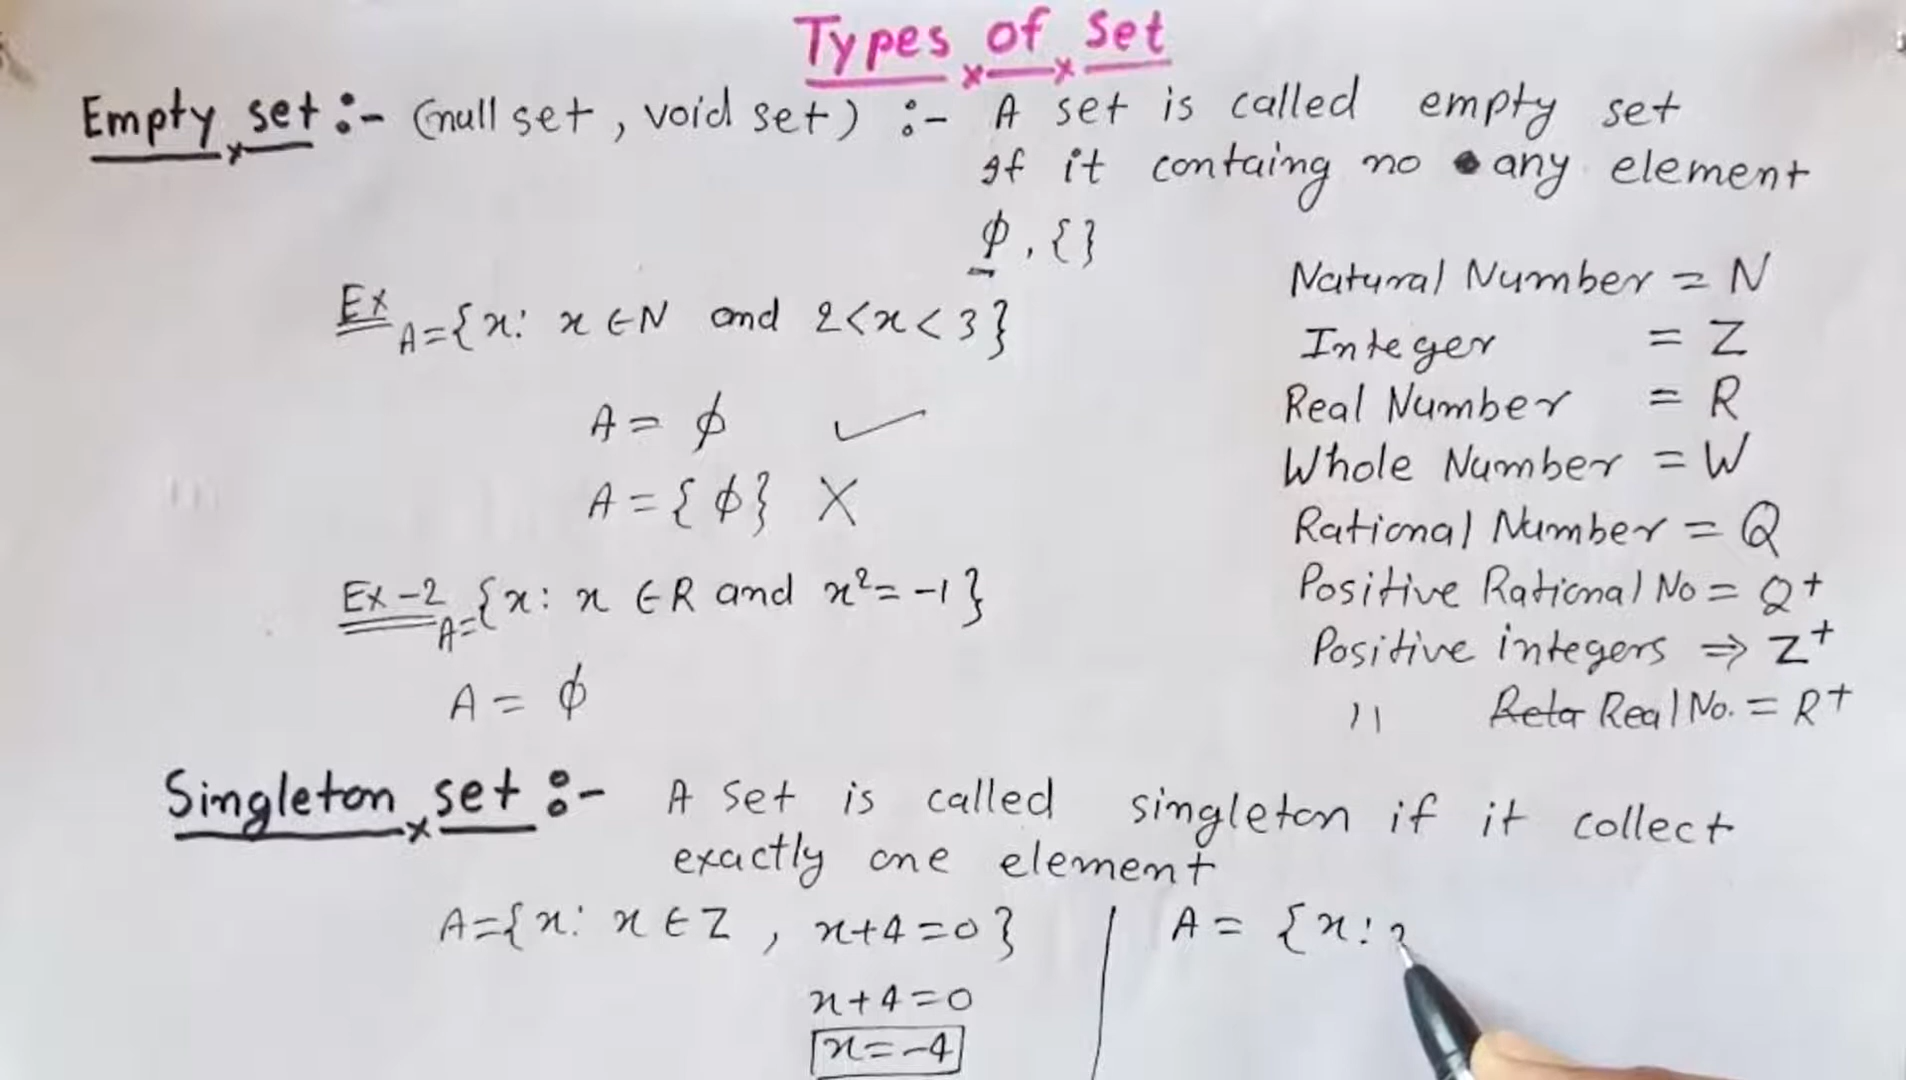 Types of set
Empty set :- (null set, void set) :- A set is called empty set
If it containg no any element
ϕ, {}
Ex A={x: x ∈ N and 2<x<3}
A = ϕ ✓
A = {ϕ} X
Ex-2 A={x: x ∈ R and x²=-1}
A = ϕ
Natural Number = N
Integer = Z
Real Number = R
Whole Number = W
Rational Number = Q
Positive Rational No = Q+
Positive integers ⇒ Z+
" Real No. = R+
Singleton set :- A set is called singleton if it collect
exactly one element
A={x: x ∈ Z, x+4=0}
x+4=0
x=-4
A = {x: